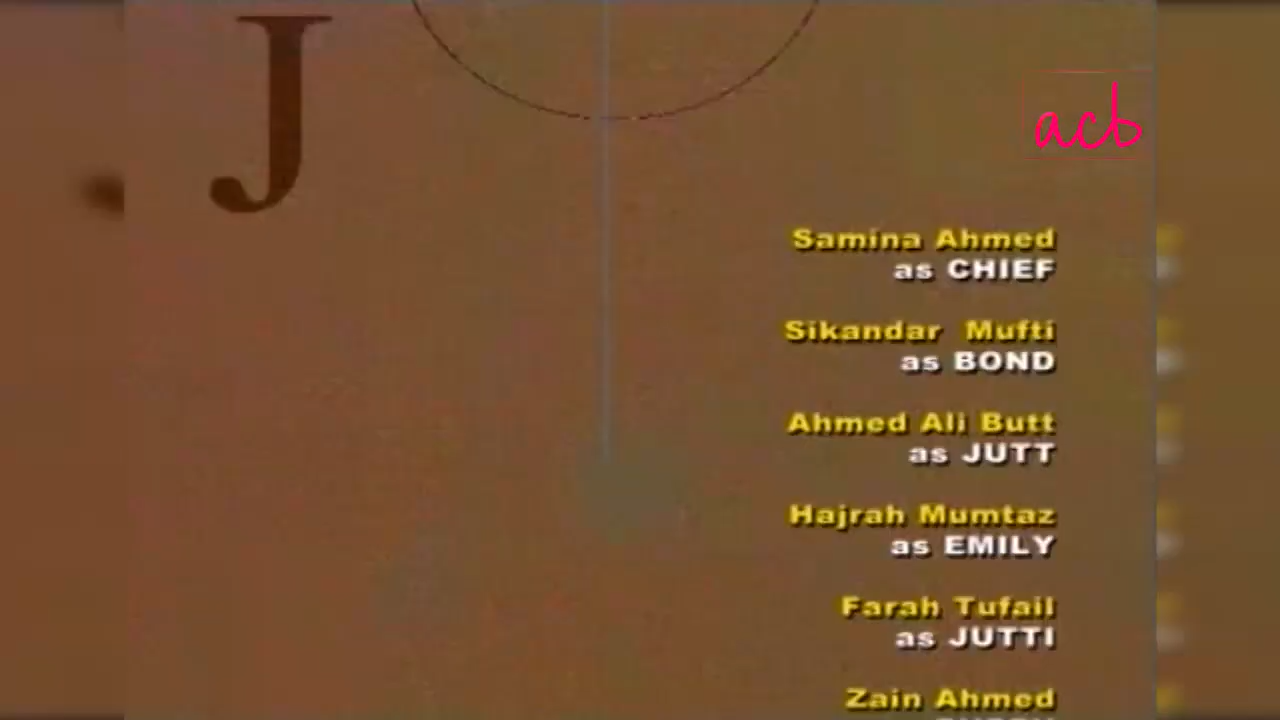 J
acb
Samina Ahmed
as CHIEF
Sikandar Mufti
as BOND
Ahmed Ali Butt
as JUTT
Hajrah Mumtaz
as EMILY
Farah Tufail
as JUTTI
Zain Ahmed